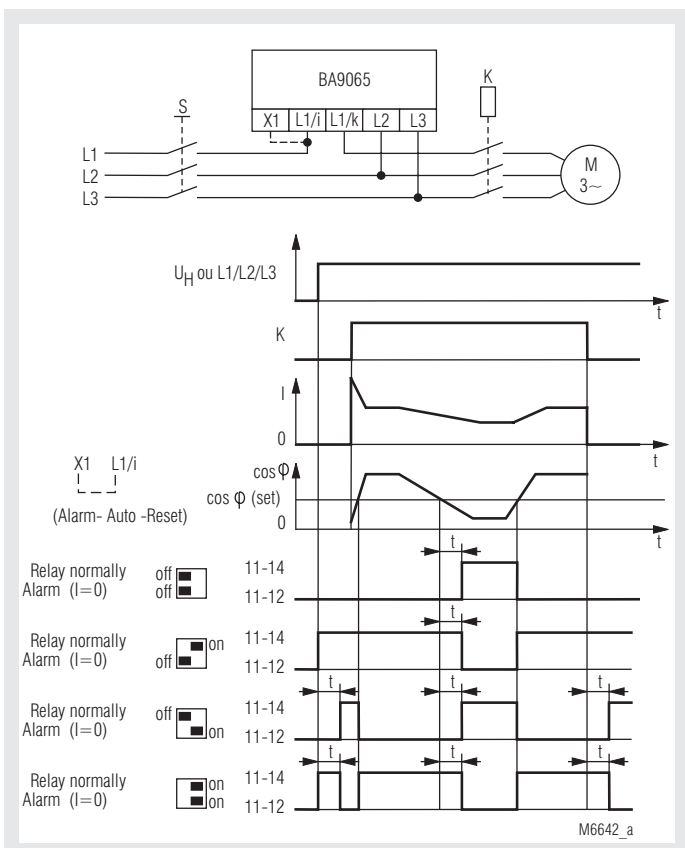 BA9065
X1 L1/i L1/k L2 L3
S
K
L1
L2
L3
M
3~
U_H ou L1/L2/L3
t
K
I
0
t
X1 L1/i
(Alarm- Auto -Reset)
cos φ
cos φ (set)
0
t
t
Relay normally off 11-14
Alarm (I=0) off 11-12
t
Relay normally on 11-14
Alarm (I=0) off 11-12
t t t
Relay normally off 11-14
Alarm (I=0) on 11-12
t t t
Relay normally on 11-14
Alarm (I=0) on 11-12
M6642_a